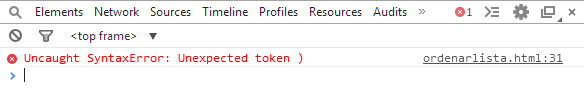 Elements Network Sources Timeline Profiles Resources Audits » 1
<top frame>
Uncaught SyntaxError: Unexpected token ) ordenarlista.html:31
>